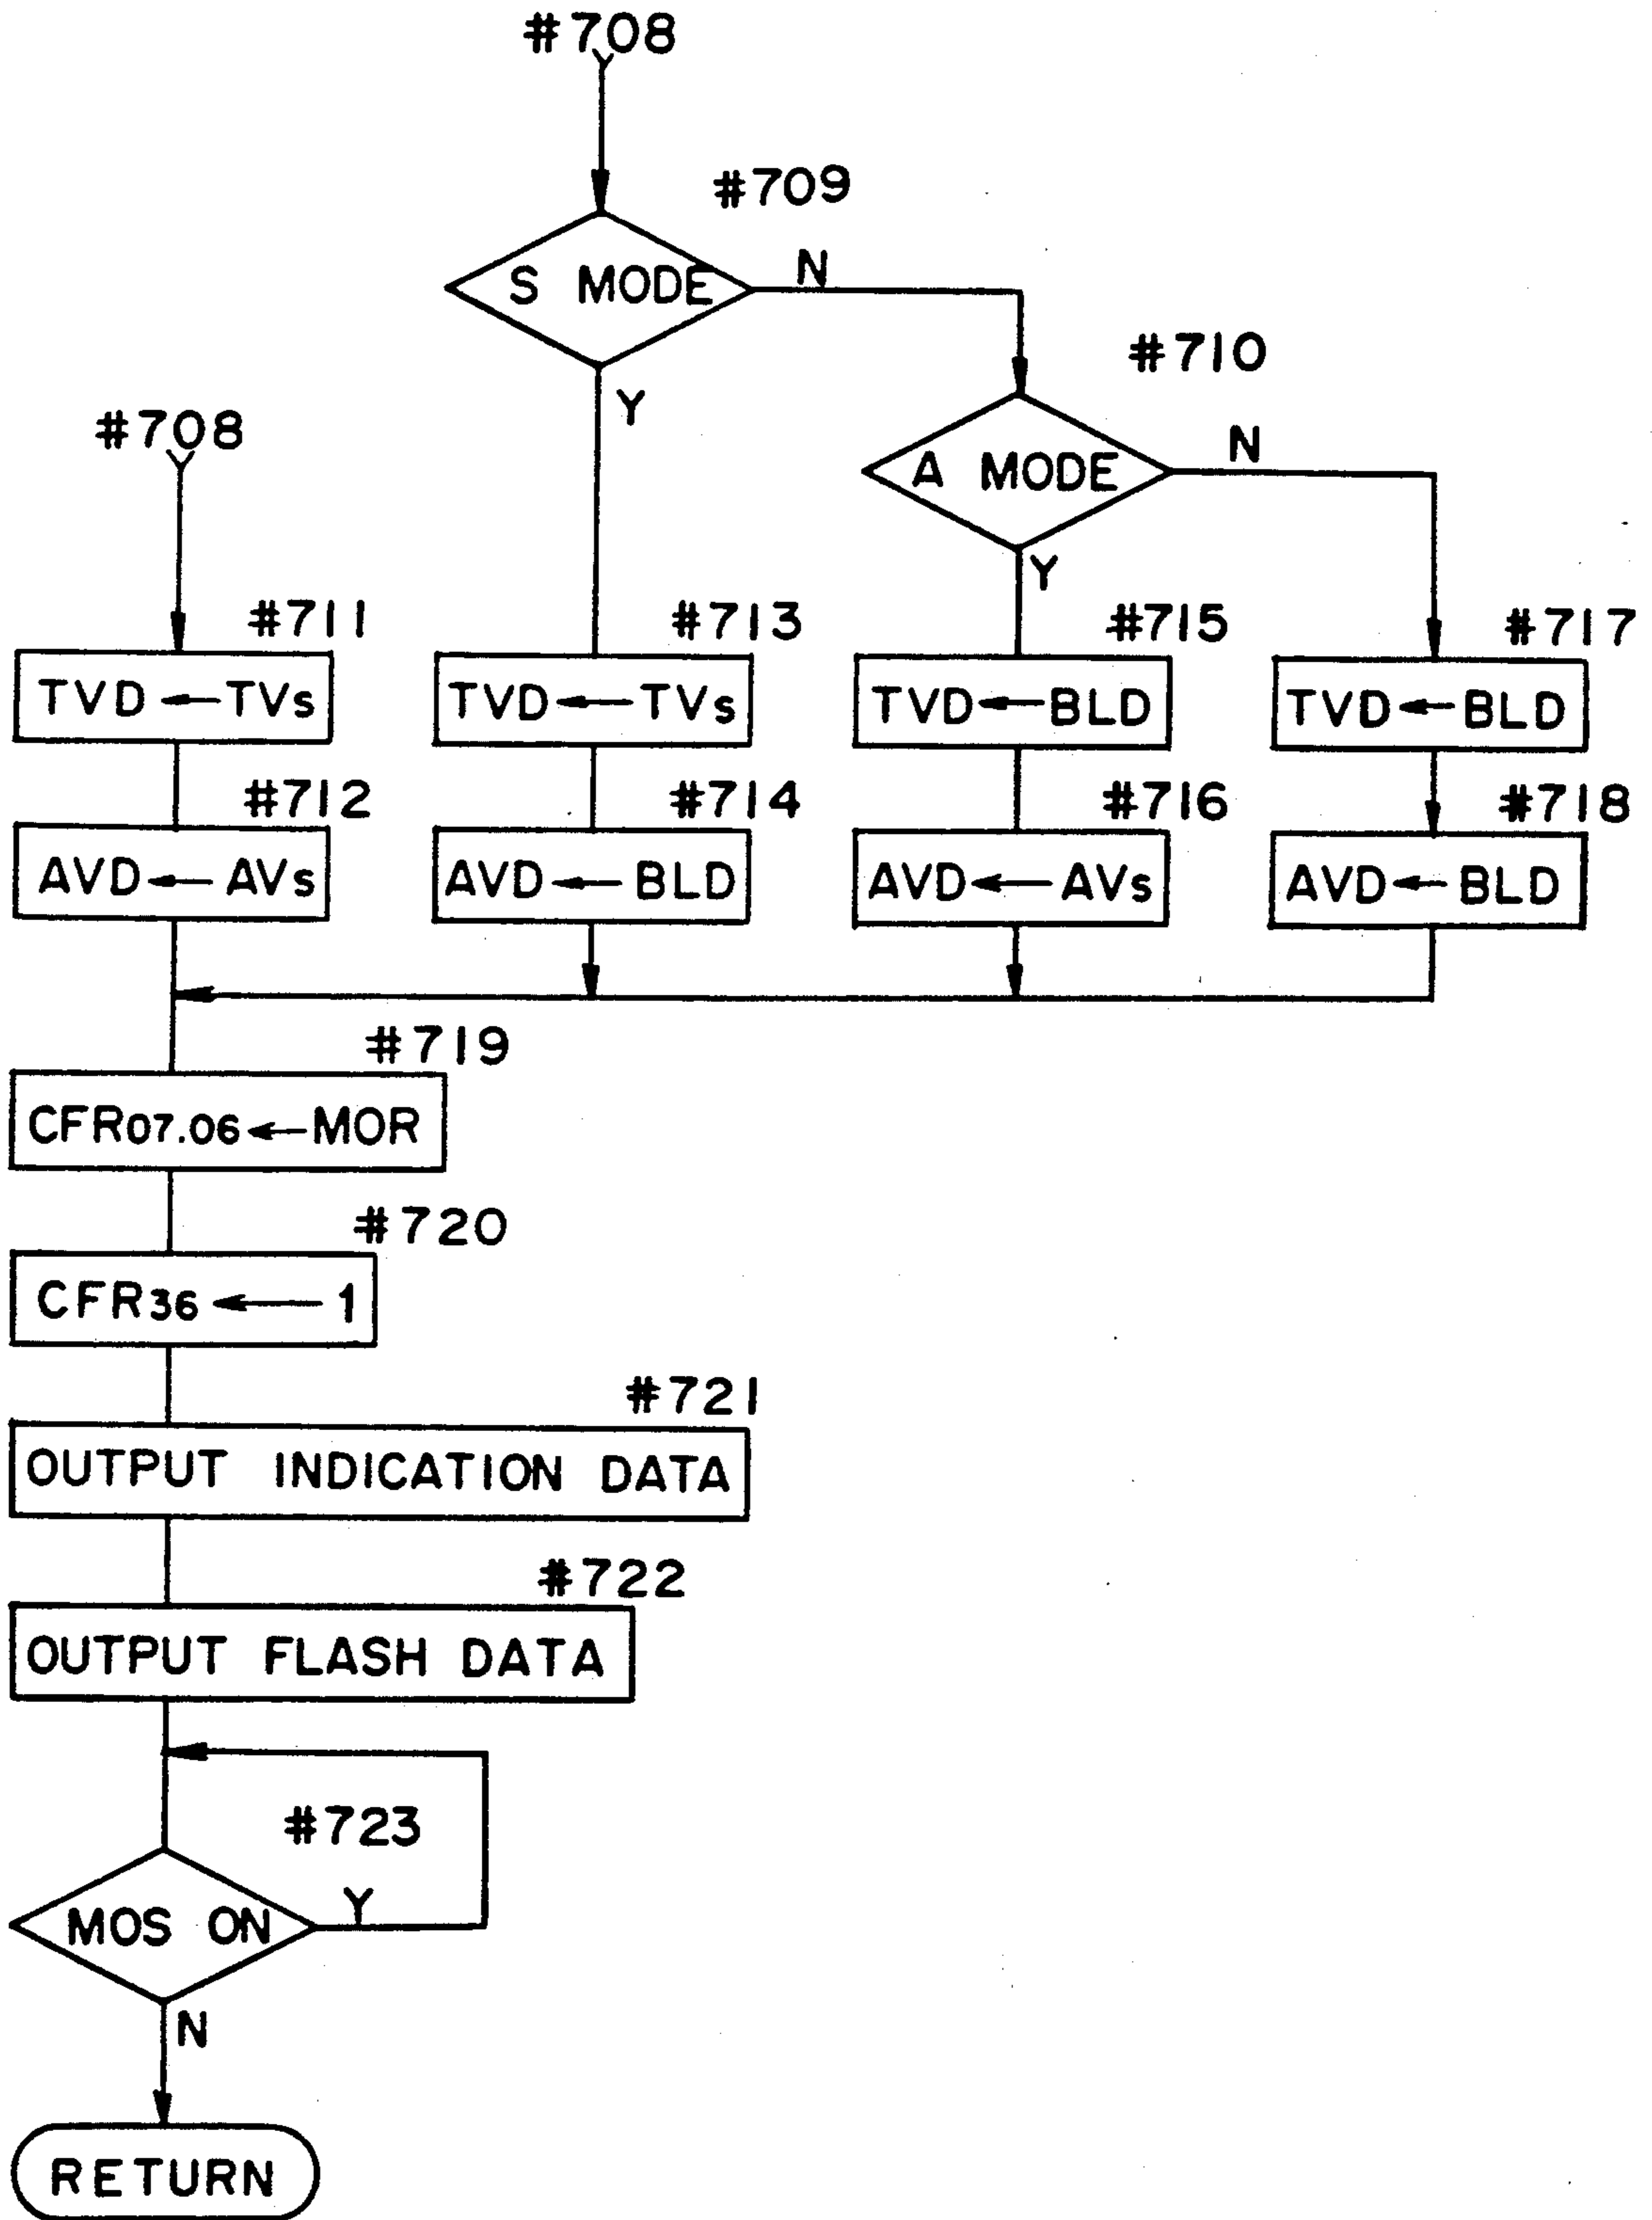 #708
#709
S MODE
N
#710
Y
#708
A MODE
N
Y
#711
#713
#715
#717
TVD ← TVs
TVD ← TVs
TVD ← BLD
TVD ← BLD
#712
#714
#716
#718
AVD ← AVs
AVD ← BLD
AVD ← AVs
AVD ← BLD
#719
CFR07.06 ← MOR
#720
CFR36 ← 1
#721
OUTPUT INDICATION DATA
#722
OUTPUT FLASH DATA
#723
MOS ON
Y
N
RETURN